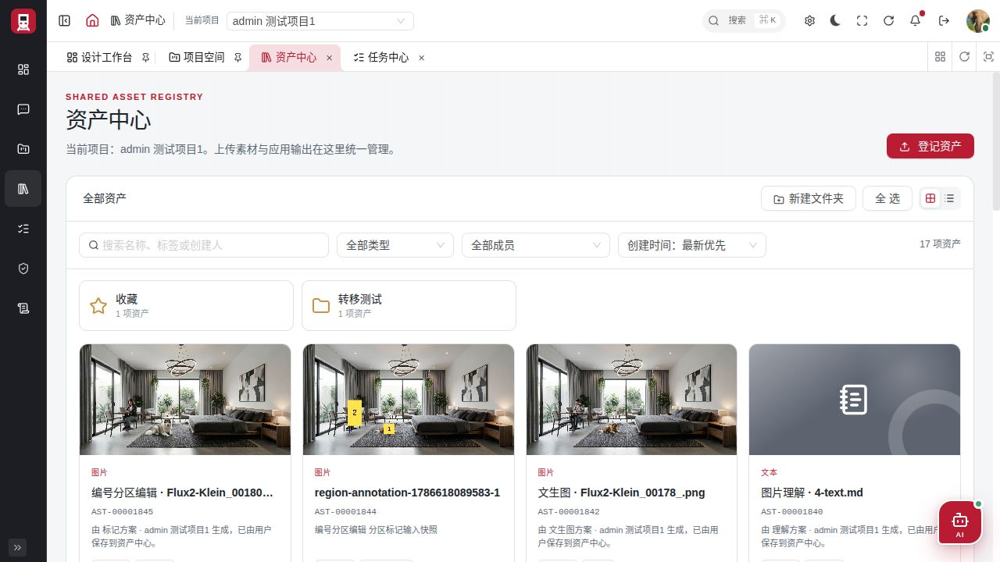 资产中心
当前项目
admin 测试项目1
搜索
⌘ K
设计工作台
项目空间
资产中心 ×
任务中心 ×
SHARED ASSET REGISTRY
资产中心
当前项目：admin 测试项目1。上传素材与应用输出在这里统一管理。
登记资产
全部资产
新建文件夹
全 选
搜索名称、标签或创建人
全部类型
全部成员
创建时间：最新优先
17 项资产
收藏
1 项资产
转移测试
1 项资产
2
1
图片
编号分区编辑 · Flux2-Klein_00180…
AST-00001845
由 标记方案 · admin 测试项目1 生成，已由用户
保存到资产中心。
图片
region-annotation-1786618089583-1
AST-00001844
编号分区编辑 分区标记输入快照
图片
文生图 · Flux2-Klein_00178_.png
AST-00001842
由 文生图方案 · admin 测试项目1 生成，已由用
户保存到资产中心。
文本
图片理解 · 4-text.md
AST-00001840
由 理解方案 · admin 测试项目1 生成，已由用户
保存到资产中心。
AI